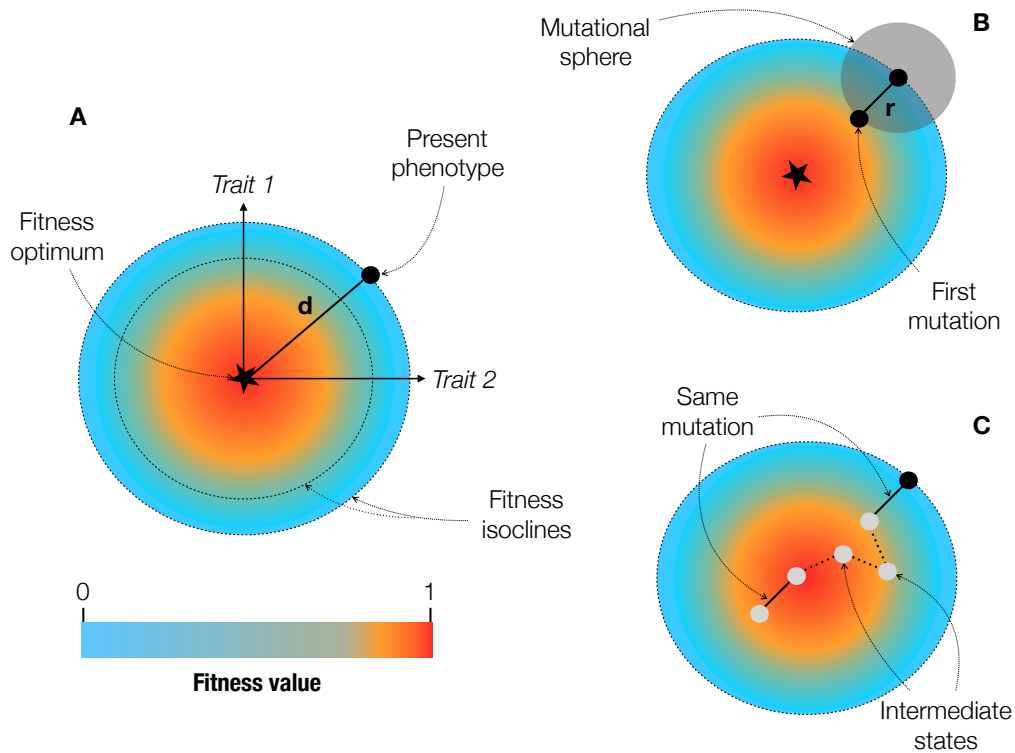 A
Trait 1
Present
phenotype
Fitness
optimum
d
Trait 2
Fitness
isoclines
0
1
Fitness value
B
Mutational
sphere
r
First
mutation
C
Same
mutation
Intermediate
states